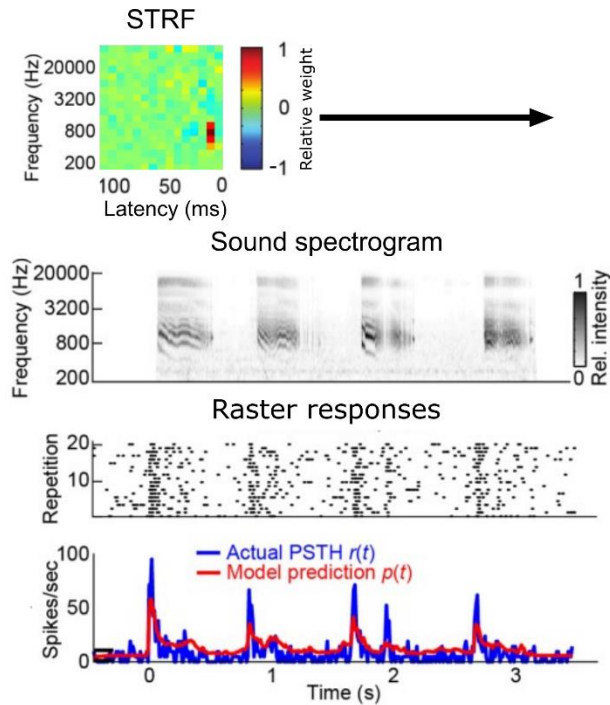 STRF
Frequency (Hz)
20000
3200
800
200
100 50 0
Latency (ms)
1
0
-1
Relative weight
Sound spectrogram
Frequency (Hz)
20000
3200
800
200
1
0
Rel. intensity
Raster responses
Repetition
20
10
Spikes/sec
100
50
0
Actual PSTH r(t)
Model prediction p(t)
0 1 2 3
Time (s)